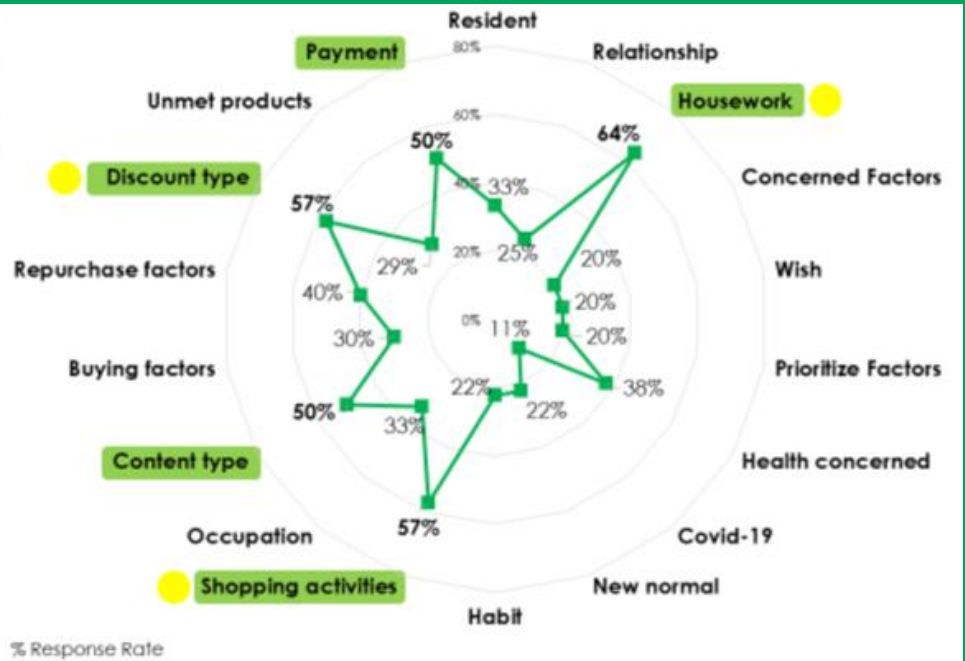 Resident
80%
Payment
Relationship
Unmet products
Housework
60%
64%
50%
Discount type
40%
33%
Concerned Factors
57%
25%
20%
20%
29%
Repurchase factors
Wish
40%
20%
0%
11%
20%
30%
Buying factors
Prioritize Factors
22%
38%
50%
33%
22%
Content type
Health concerned
57%
Occupation
Covid-19
Shopping activities
New normal
Habit
% Response Rate